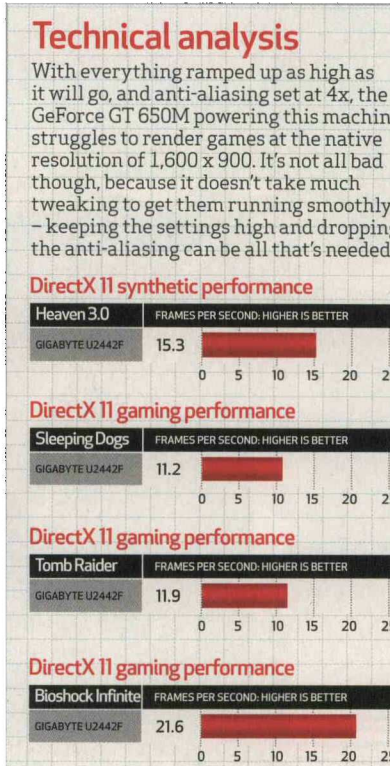 Technical analysis
With everything ramped up as high as
it will go, and anti-aliasing set at 4x, the
GeForce GT 650M powering this machin
struggles to render games at the native
resolution of 1,600 x 900. It's not all bad
though, because it doesn't take much
tweaking to get them running smoothly
– keeping the settings high and dropping
the anti-aliasing can be all that's needed
DirectX 11 synthetic performance
Heaven 3.0 FRAMES PER SECOND: HIGHER IS BETTER
GIGABYTE U2442F 15.3
0 5 10 15 20 2
DirectX 11 gaming performance
Sleeping Dogs FRAMES PER SECOND: HIGHER IS BETTER
GIGABYTE U2442F 11.2
0 5 10 15 20 2
DirectX 11 gaming performance
Tomb Raider FRAMES PER SECOND: HIGHER IS BETTER
GIGABYTE U2442F 11.9
0 5 10 15 20 2
DirectX 11 gaming performance
Bioshock Infinite FRAMES PER SECOND: HIGHER IS BETTER
GIGABYTE U2442F 21.6
0 5 10 15 20 2